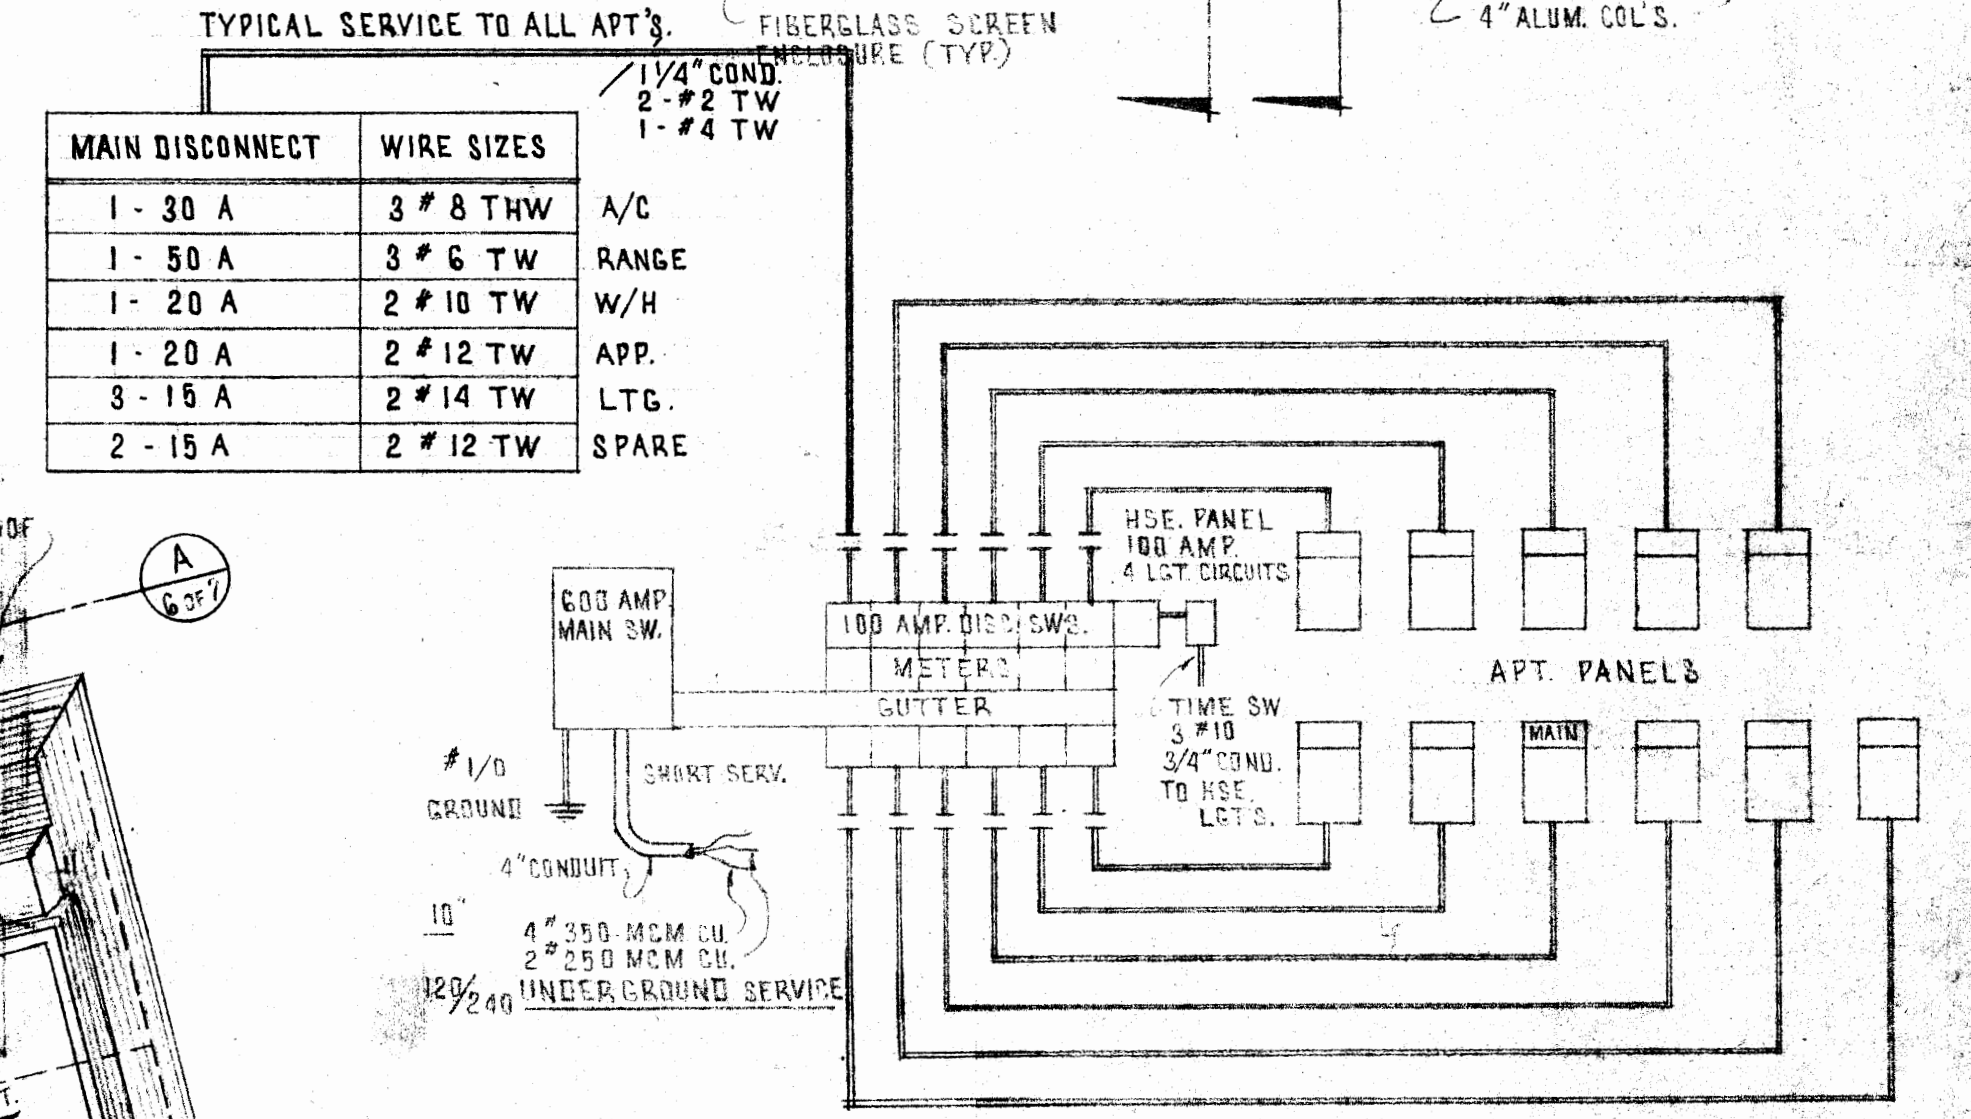 TYPICAL SERVICE TO ALL APT'S.
FIBERGLASS SCREEN
ENCLOSURE (TYP.)
4" ALUM. COL'S.
1 1/4" COND.
2 - #2 TW
1 - #4 TW
MAIN DISCONNECT WIRE SIZES
1 - 30 A 3 # 8 THW A/C
1 - 50 A 3 # 6 TW RANGE
1 - 20 A 2 # 10 TW W/H
1 - 20 A 2 # 12 TW APP.
3 - 15 A 2 # 14 TW LTG.
2 - 15 A 2 # 12 TW SPARE
OF
A
6 OF 7
HSE. PANEL
100 AMP.
4 LGT. CIRCUITS
600 AMP.
MAIN SW.
100 AMP. DISC. SWS.
METERS
GUTTER
APT. PANELS
MAIN
TIME SW
3 #10
3/4" COND.
TO HSE.
LGT'S.
# 1/0
GROUND
SHORT SERV.
4" CONDUIT
10"
4 # 350 MCM CU.
2 # 250 MCM CU.
120/240 UNDERGROUND SERVICE
T.